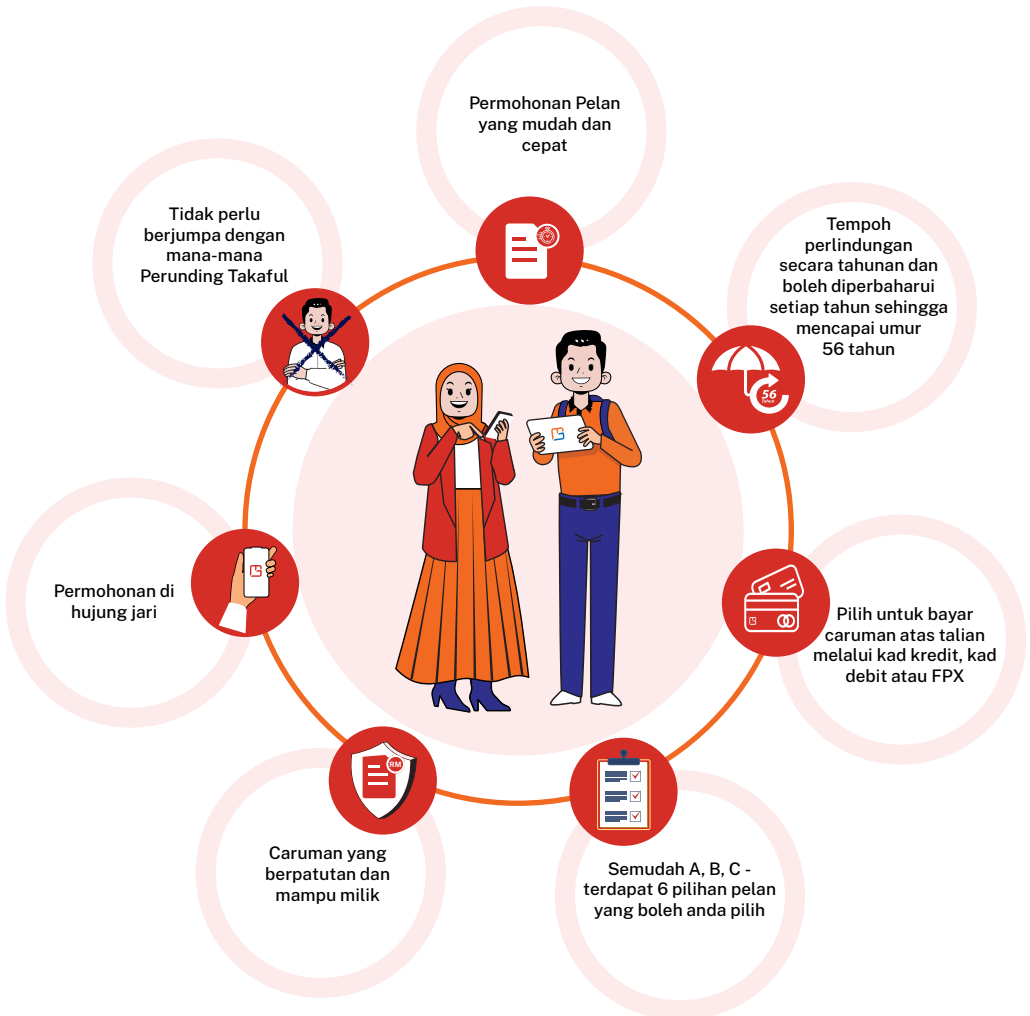 Permohonan Pelan
yang mudah dan
cepat
Tempoh
perlindungan
secara tahunan dan
boleh diperbaharui
setiap tahun sehingga
mencapai umur
56 tahun
56
Tahun
Pilih untuk bayar
caruman atas talian
melalui kad kredit, kad
debit atau FPX
Semudah A, B, C -
terdapat 6 pilihan pelan
yang boleh anda pilih
RM
Caruman yang
berpatutan dan
mampu milik
Permohonan di
hujung jari
Tidak perlu
berjumpa dengan
mana-mana
Perunding Takaful